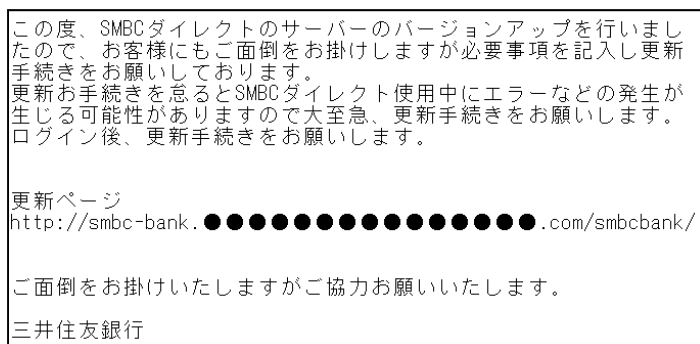 この度、SMBCダイレクトのサーバーのバージョンアップを行いまし
たので、お客様にもご面倒をお掛けしますが必要事項を記入し更新
手続きをお願いしております。
更新お手続きを怠るとSMBCダイレクト使用中にエラーなどの発生が
生じる可能性がありますので大至急、更新手続きをお願いします。
ログイン後、更新手続きをお願いします。
更新ページ
http://smbc-bank.●●●●●●●●●●●●●●●.com/smbcbank/
ご面倒をお掛けいたしますがご協力お願いいたします。
三井住友銀行